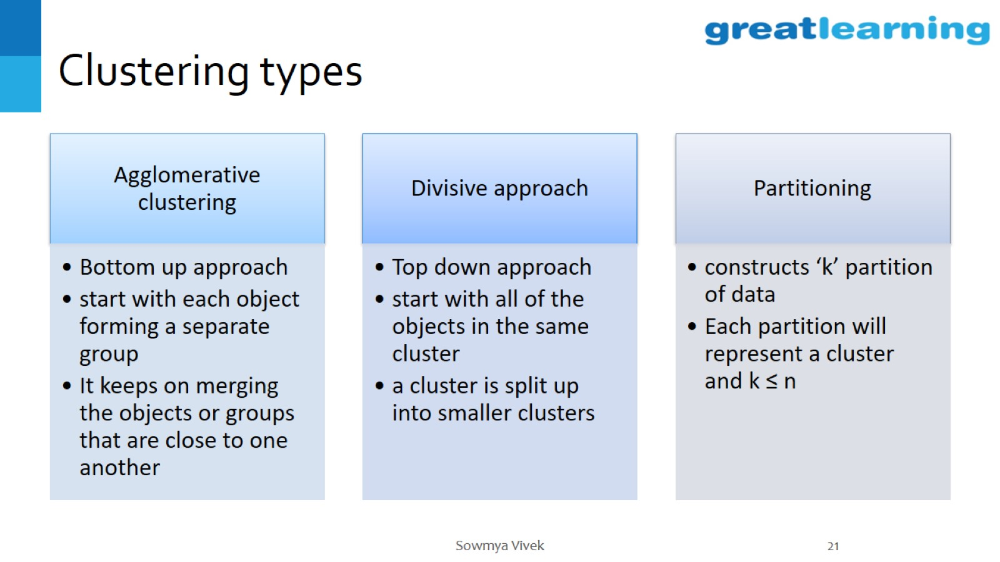 greatlearning
Clustering types
Agglomerative
clustering
• Bottom up approach
• start with each object
forming a separate
group
• It keeps on merging
the objects or groups
that are close to one
another
Divisive approach
• Top down approach
• start with all of the
objects in the same
cluster
• a cluster is split up
into smaller clusters
Partitioning
• constructs ‘k’ partition
of data
• Each partition will
represent a cluster
and k ≤ n
Sowmya Vivek
21